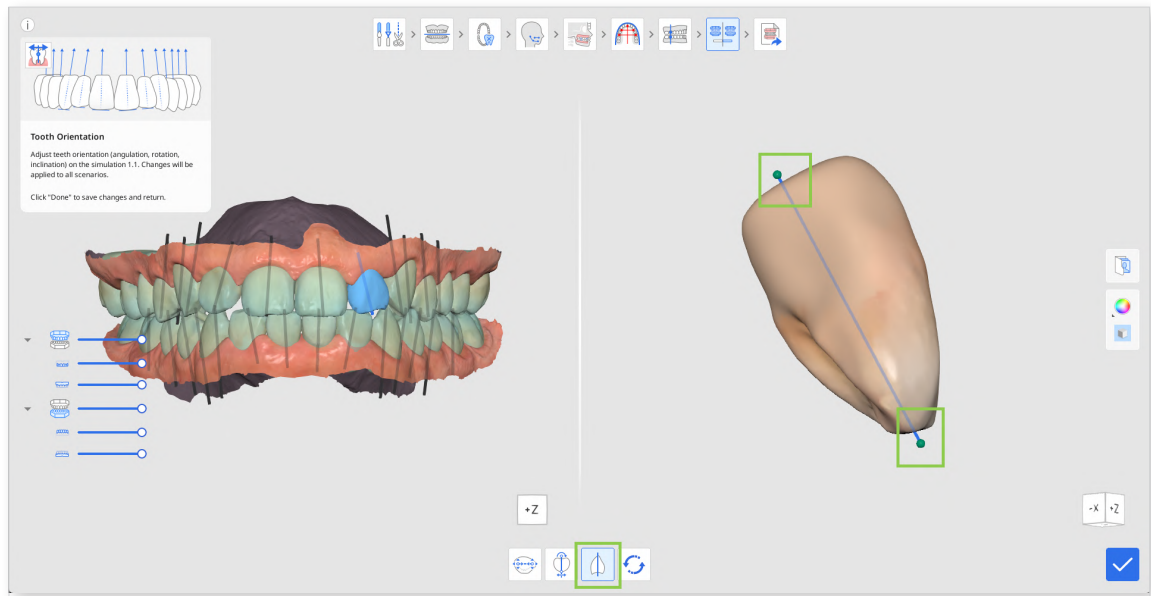 Tooth Orientation
Adjust teeth orientation (angulation, rotation,
inclination) on the simulation 1.1. Changes will be
applied to all scenarios.
Click "Done" to save changes and return.
+Z
-X +Z